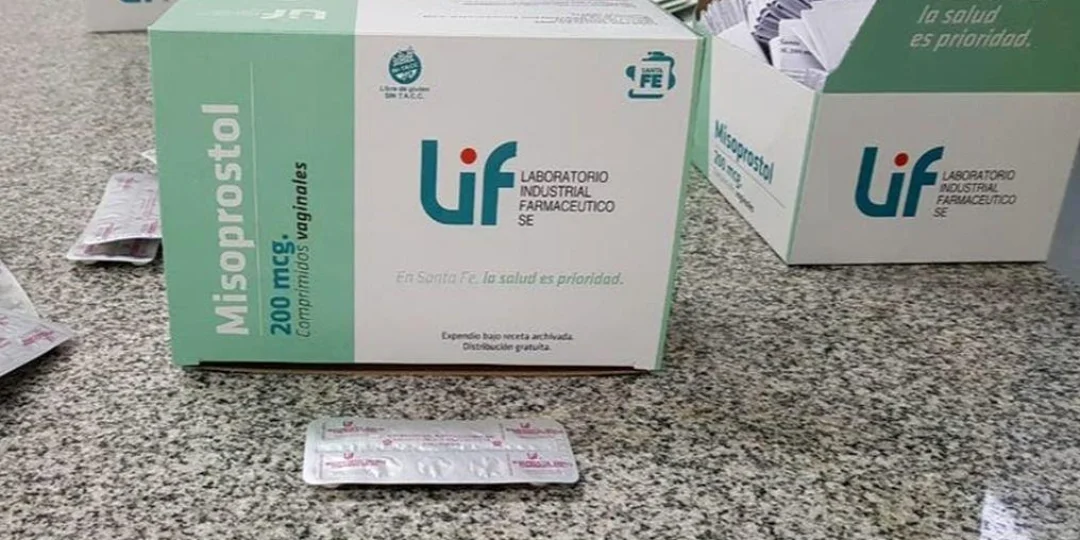 Misoprostol
200 mcg.
Comprimidos vaginales
Libre de gluten
SIN T.A.C.C.
SANTA
FE
Lif
LABORATORIO
INDUSTRIAL
FARMACEUTICO
SE
En Santa Fe, la salud es prioridad.
Expendio bajo receta archivada.
Distribución gratuita.
la salud
es prioridad.
Misoprostol
200 mcg.
Lif
LABORATORIO
INDUSTRIAL
FARMACEUTICO
SE